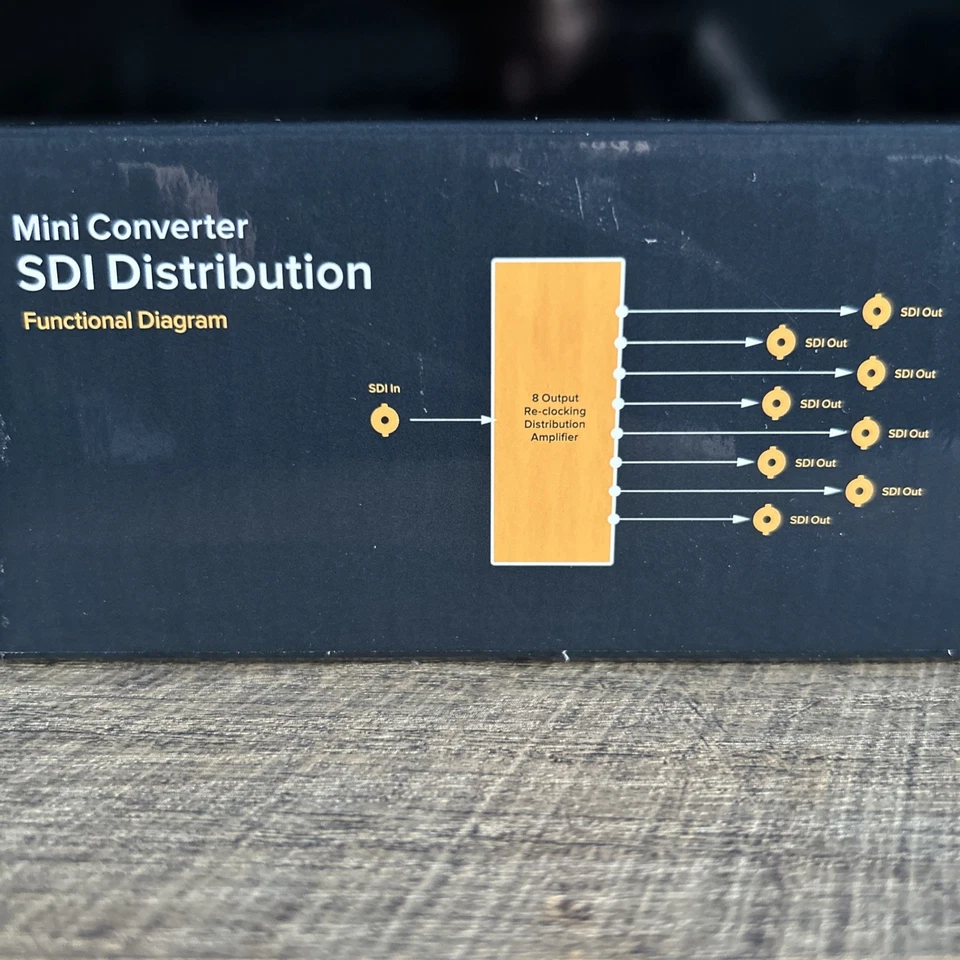 Mini Converter
SDI Distribution
Functional Diagram
SDI In
8 Output
Re-clocking
Distribution
Amplifier
SDI Out
SDI Out
SDI Out
SDI Out
SDI Out
SDI Out
SDI Out
SDI Out